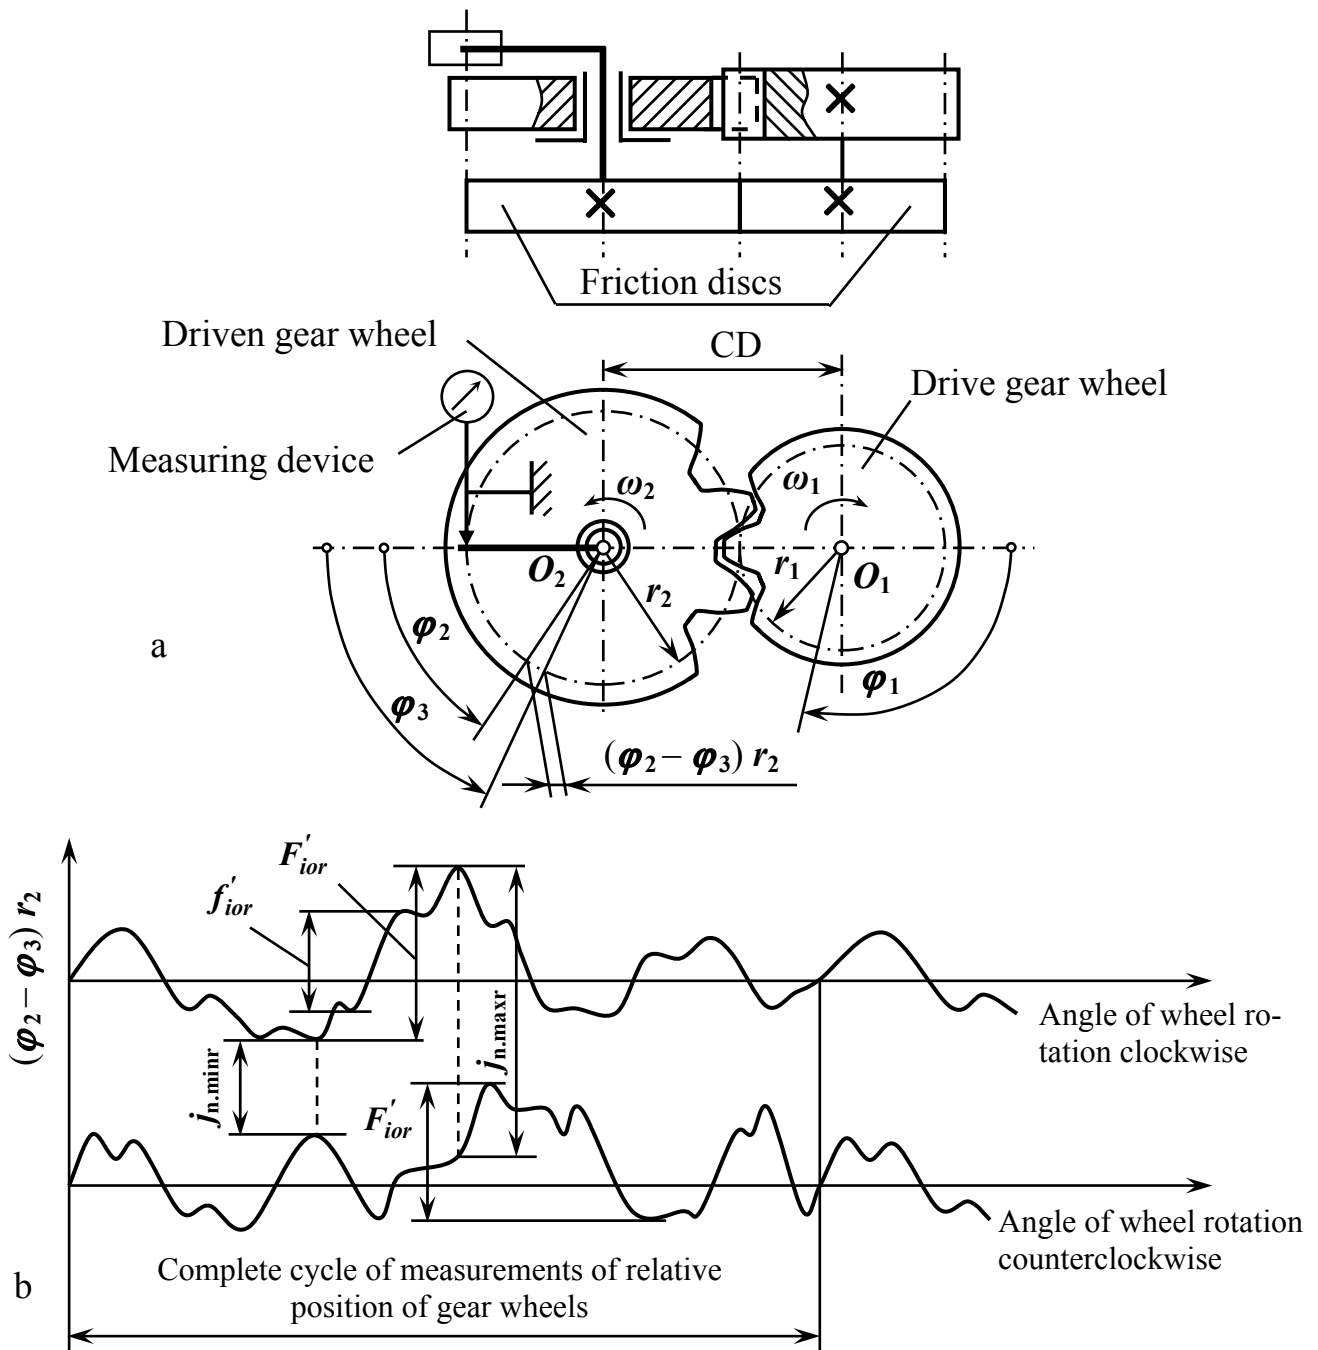 Friction discs
Driven gear wheel
CD
Drive gear wheel
Measuring device
ω₂
ω₁
O₂
r₂
r₁
O₁
φ₂
a
φ₃
φ₁
(φ₂ – φ₃) r₂
F′ior
f′ior
(φ₂ – φ₃) r₂
jn.maxr
Angle of wheel ro-
tation clockwise
jn.minr
F′ior
Angle of wheel rotation
counterclockwise
Complete cycle of measurements of relative
position of gear wheels
b